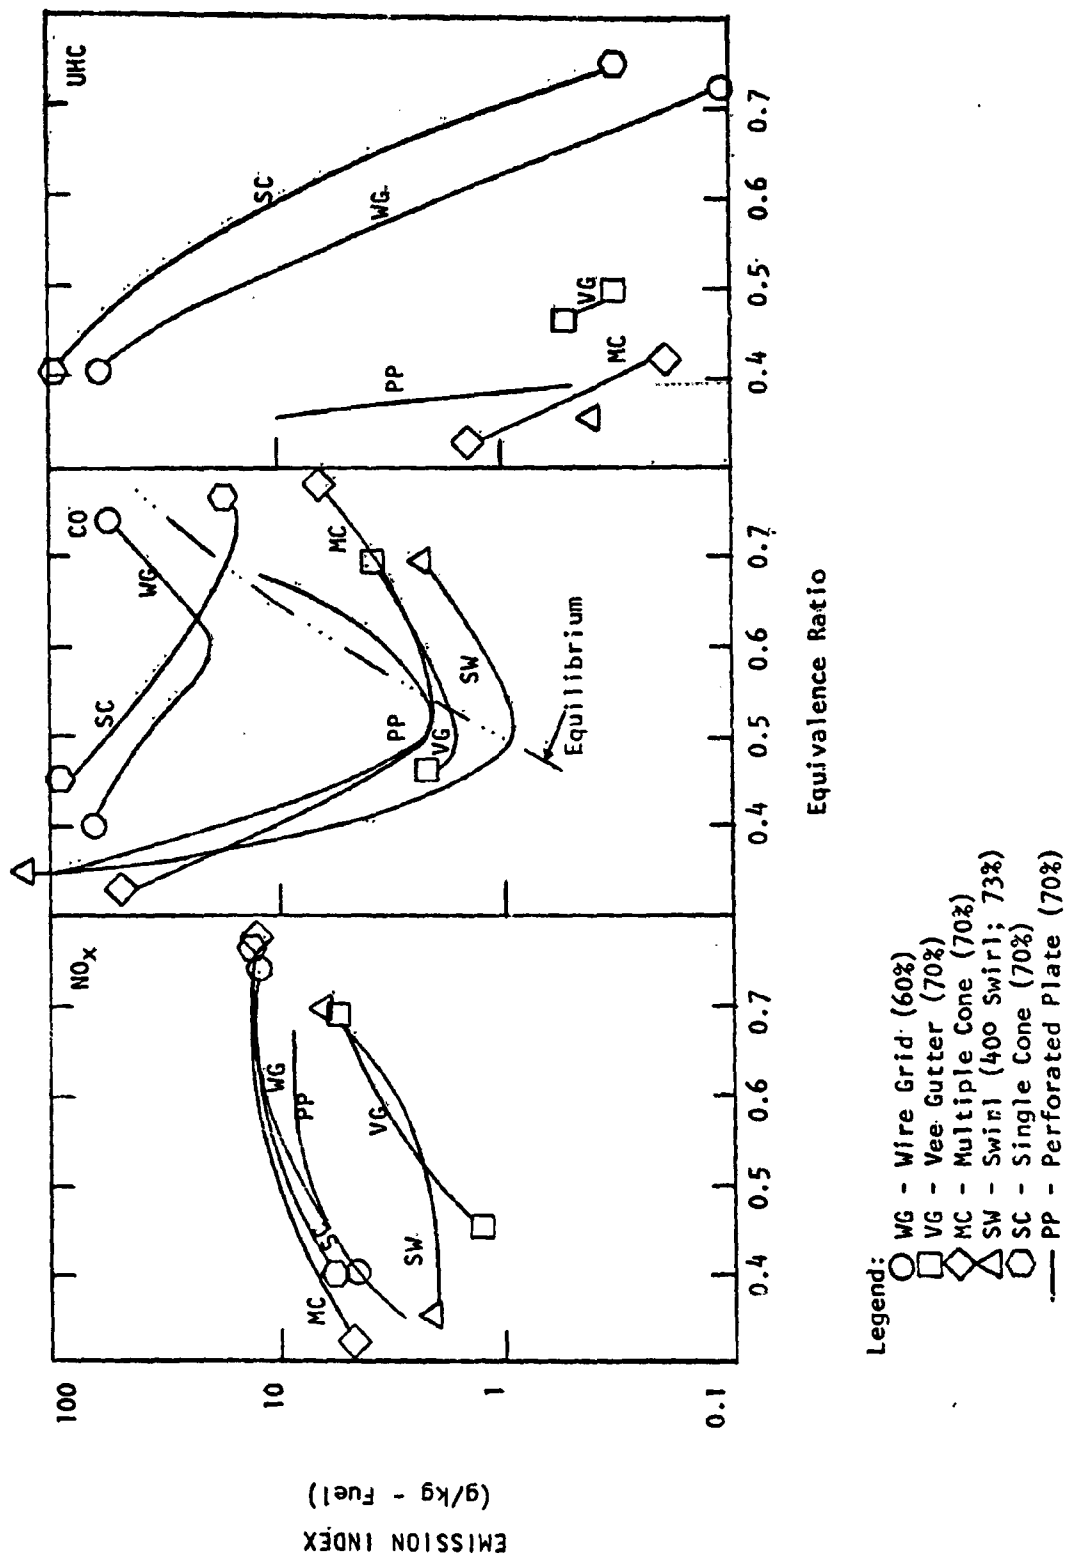 EMISSION INDEX
(g/kg - Fuel)
100
10
1
0.1
NOx
MC
WG
PP
VG
SW
0.4
0.5
0.6
0.7
CO
SC
WG
MC
PP
VG
SW
Equilibrium
0.4
0.5
0.6
0.7
UHC
SC
WG
PP
MC
VG
0.4
0.5
0.6
0.7
Equivalence Ratio
Legend:
WG - Wire Grid (60%)
VG - Vee Gutter (70%)
MC - Multiple Cone (70%)
SW - Swirl (40° Swirl; 73%)
SC - Single Cone (70%)
PP - Perforated Plate (70%)